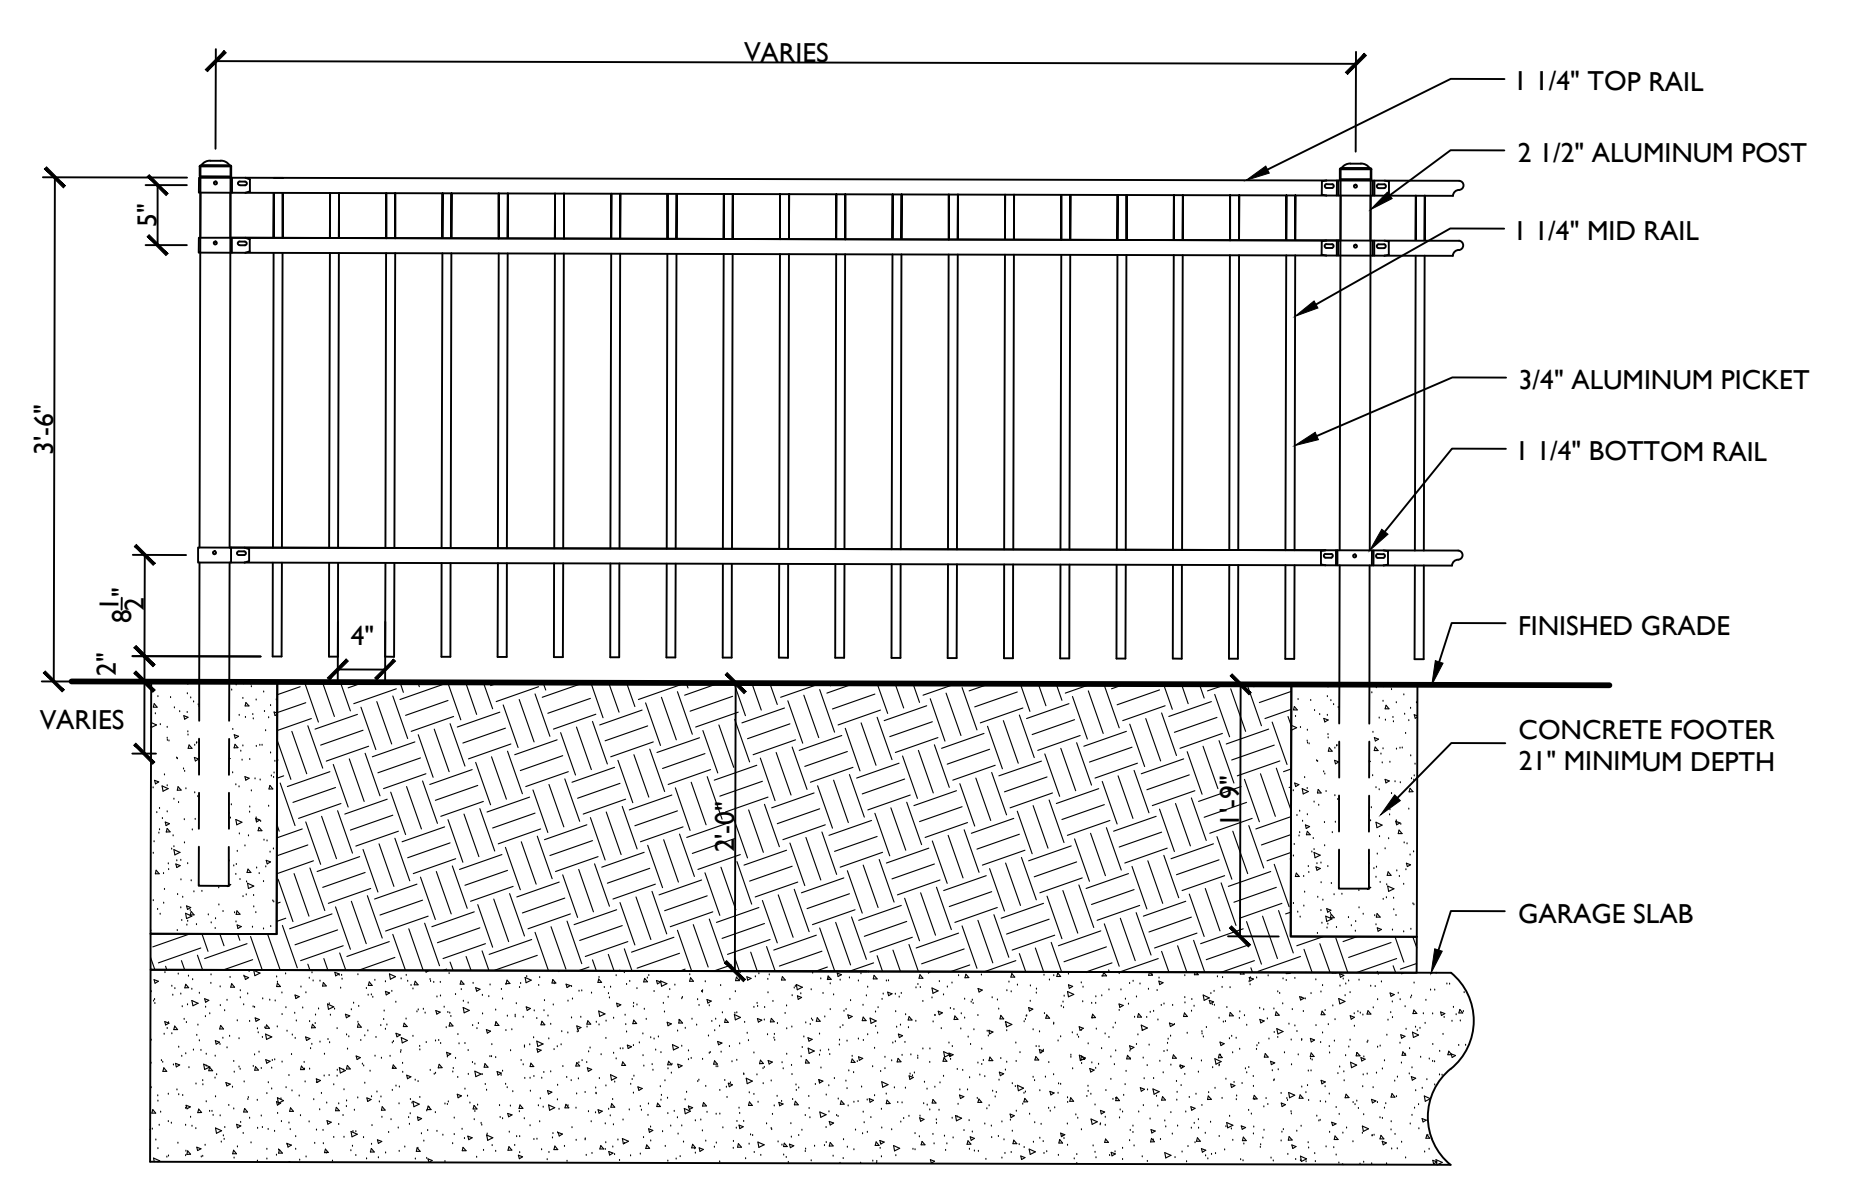 VARIES
1 1/4" TOP RAIL
2 1/2" ALUMINUM POST
5"
1 1/4" MID RAIL
3/4" ALUMINUM PICKET
3'-6"
1 1/4" BOTTOM RAIL
8 1/2"
4"
FINISHED GRADE
2"
VARIES
CONCRETE FOOTER
21" MINIMUM DEPTH
2'-0"
1'-9"
GARAGE SLAB